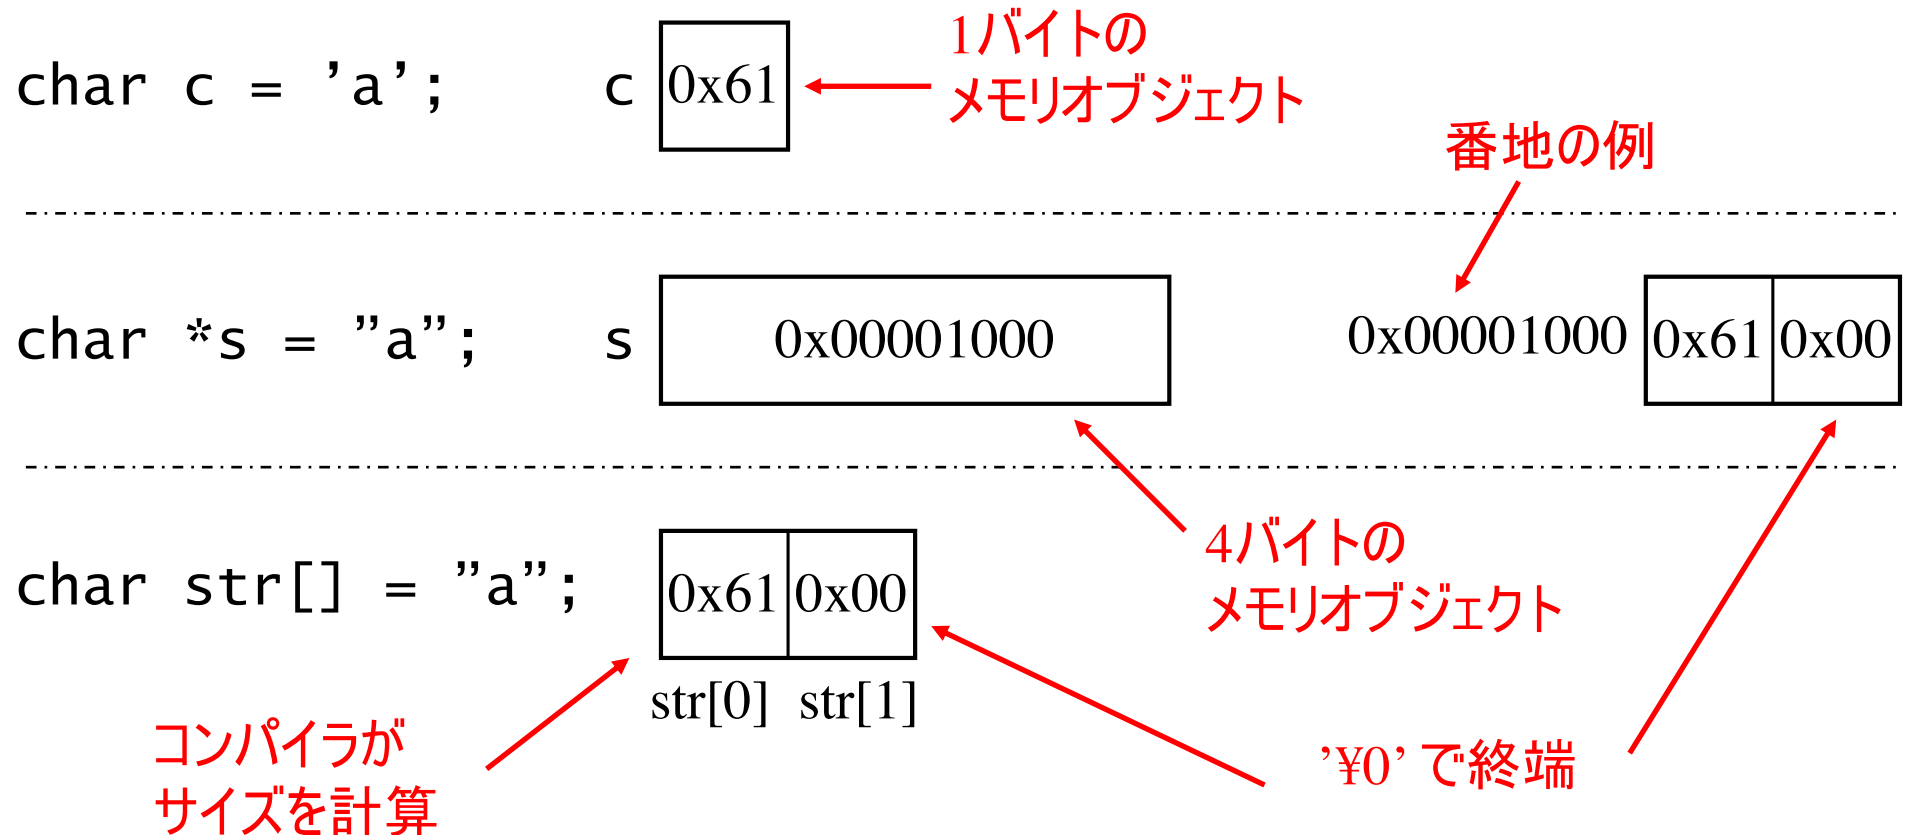 char c = ’a’; c 0x61 1バイトの
メモリオブジェクト
番地の例
char *s = ”a”; s 0x00001000 0x00001000 0x61 0x00
4バイトの
メモリオブジェクト
char str[] = ”a”; 0x61 0x00
str[0] str[1]
コンパイラが
サイズを計算
’¥0’ で終端